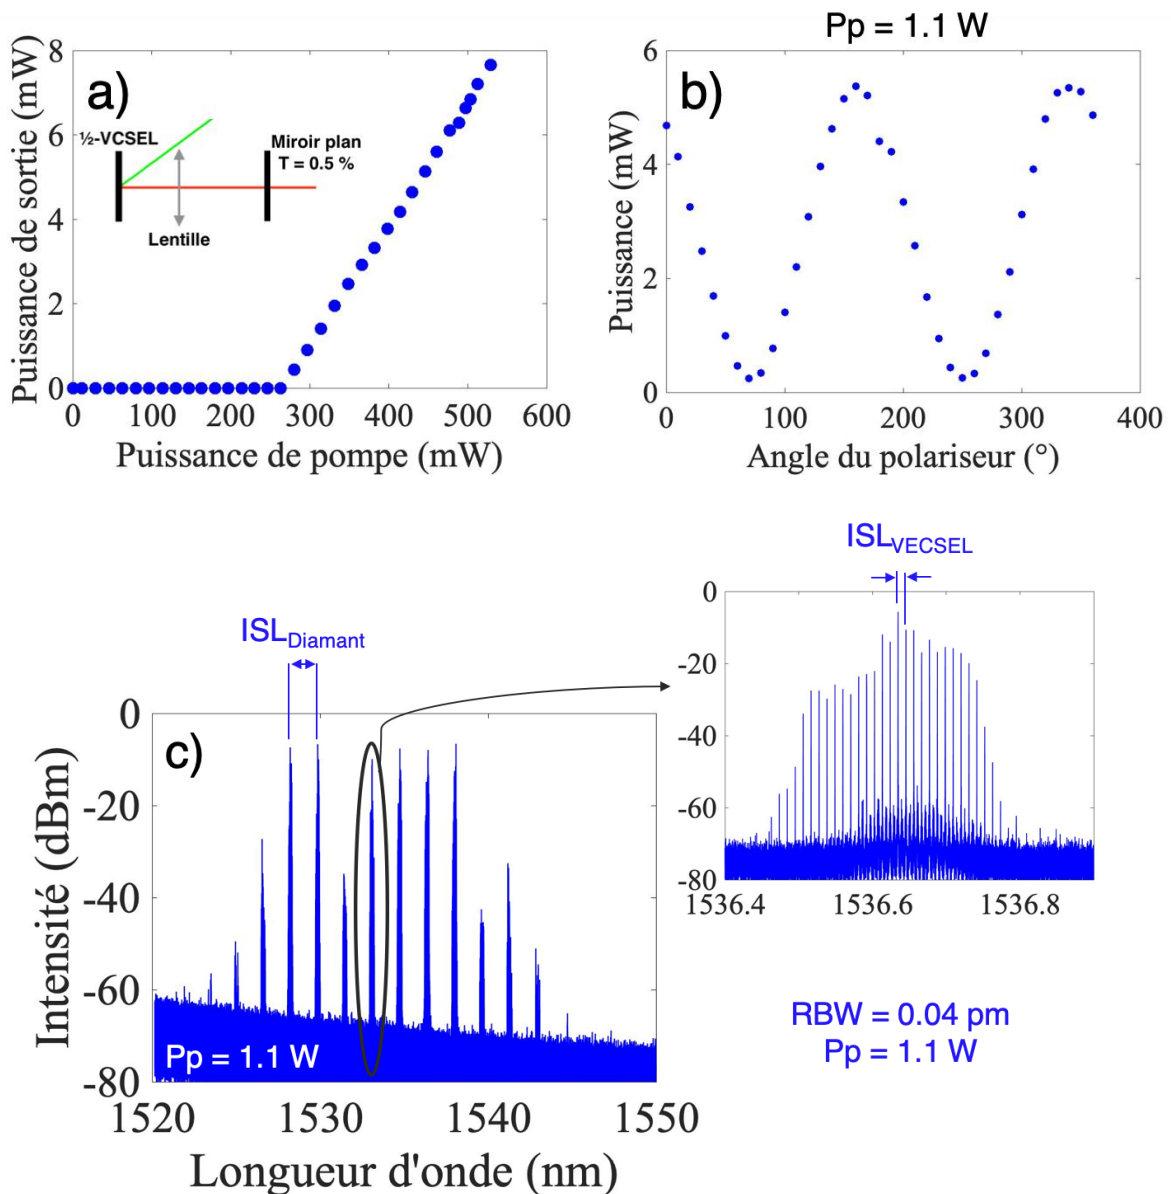 a)
Puissance de sortie (mW)
8
6
4
2
0
0 100 200 300 400 500 600
Puissance de pompe (mW)
½-VCSEL
Miroir plan
T = 0.5 %
Lentille
Pp = 1.1 W
b)
Puissance (mW)
6
4
2
0
0 100 200 300 400
Angle du polariseur (°)
ISLDiamant
c)
Intensité (dBm)
0
-20
-40
-60
-80
Pp = 1.1 W
1520 1530 1540 1550
Longueur d'onde (nm)
ISLVECSEL
0
-20
-40
-60
-80
1536.4 1536.6 1536.8
RBW = 0.04 pm
Pp = 1.1 W